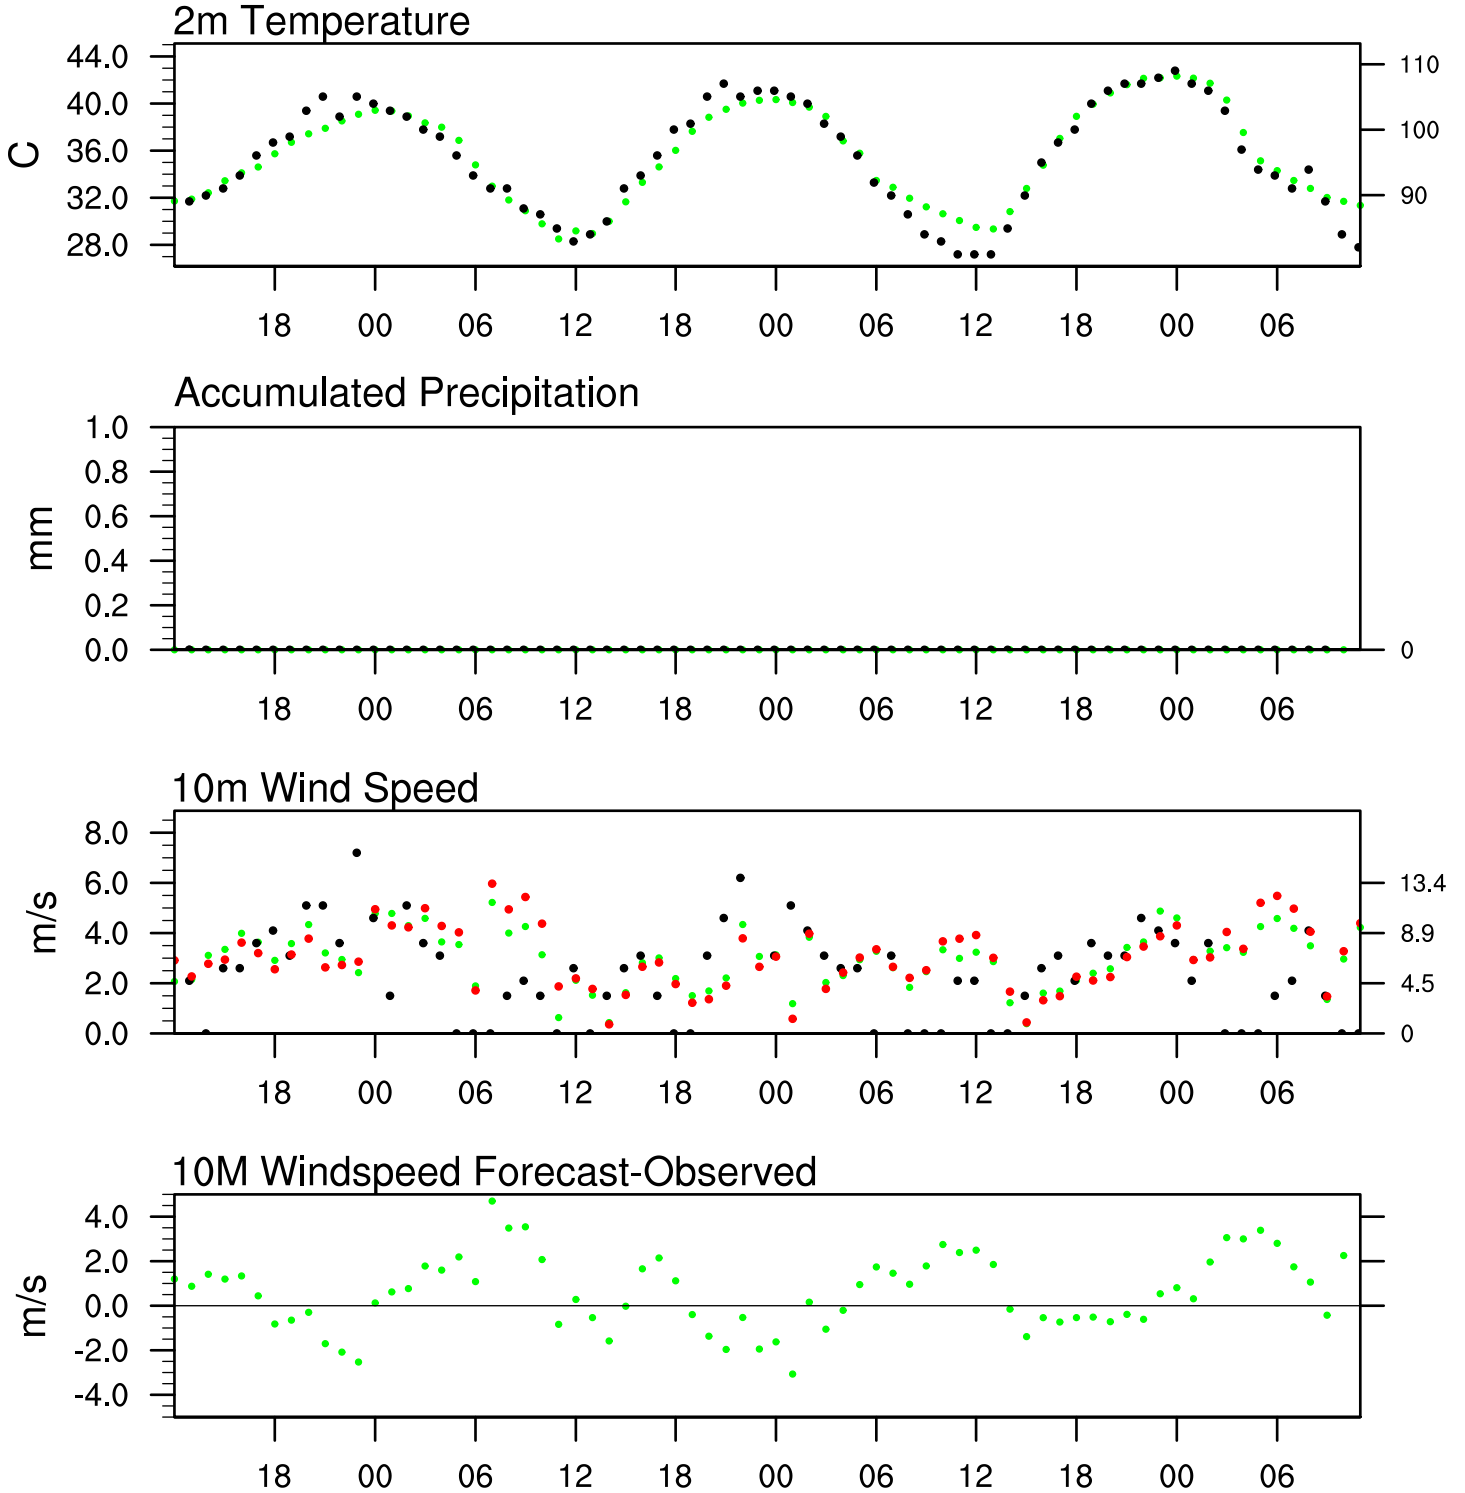 2m Temperature
44.0
40.0
36.0
32.0
28.0
C
110
100
90
18 00 06 12 18 00 06 12 18 00 06
Accumulated Precipitation
1.0
0.8
0.6
0.4
0.2
0.0
mm
0
18 00 06 12 18 00 06 12 18 00 06
10m Wind Speed
8.0
6.0
4.0
2.0
0.0
m/s
13.4
8.9
4.5
0
18 00 06 12 18 00 06 12 18 00 06
10M Windspeed Forecast-Observed
4.0
2.0
0.0
-2.0
-4.0
m/s
18 00 06 12 18 00 06 12 18 00 06